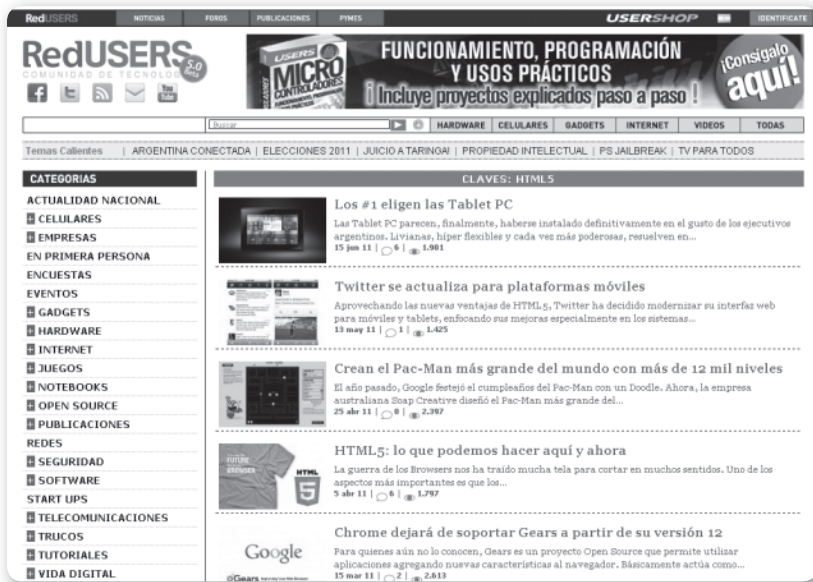 RedUSERS NOTICIAS FOROS PUBLICACIONES PYMES USERSHOP IDENTIFICATE
RedUSERS 5.0 Beta
COMUNIDAD DE TECNOLOG
You Tube
USERS
MICRO
CONTROLADORES
FUNCIONAMIENTO, PROGRAMACIÓN
Y USOS PRÁCTICOS
¡ Incluye proyectos explicados paso a paso !
¡Consígalo
aquí!
Buscar HARDWARE CELULARES GADGETS INTERNET VIDEOS TODAS
Temas Calientes | ARGENTINA CONECTADA | ELECCIONES 2011 | JUICIO A TARINGA! | PROPIEDAD INTELECTUAL | PS JAILBREAK | TV PARA TODOS
CATEGORIAS
ACTUALIDAD NACIONAL
CELULARES
EMPRESAS
EN PRIMERA PERSONA
ENCUESTAS
EVENTOS
GADGETS
HARDWARE
INTERNET
JUEGOS
NOTEBOOKS
OPEN SOURCE
PUBLICACIONES
REDES
SEGURIDAD
SOFTWARE
START UPS
TELECOMUNICACIONES
TRUCOS
TUTORIALES
VIDA DIGITAL
CLAVES: HTML5
Los #1 eligen las Tablet PC
Las Tablet PC parecen, finalmente, haberse instalado definitivamente en el gusto de los ejecutivos
argentinos. Livianas, hiper flexibles y cada vez más poderosas, resuelven en...
15 jun 11 | 6 | 1.901
Twitter se actualiza para plataformas móviles
Aprovechando las nuevas ventajas de HTML5, Twitter ha decidido modernizar su interfaz web
para móviles y tablets, enfocando sus mejoras especialmente en los sistemas...
13 may 11 | 1 | 1.425
Crean el Pac-Man más grande del mundo con más de 12 mil niveles
El año pasado, Google festejó el cumpleaños del Pac-Man con un Doodle. Ahora, la empresa
australiana Soap Creative diseñó el Pac-Man más grande del...
25 abr 11 | 0 | 2.397
FUTURE
BROWSER
HTML
5
HTML5: lo que podemos hacer aquí y ahora
La guerra de los Browsers nos ha traído mucha tela para cortar en muchos sentidos. Uno de los
aspectos más importantes es que los...
5 abr 11 | 6 | 1.797
Google
Gears
Chrome dejará de soportar Gears a partir de su versión 12
Para quienes aún no lo conocen, Gears es un proyecto Open Source que permite utilizar
aplicaciones agregando nuevas características al navegador. Básicamente actúa como...
15 mar 11 | 2 | 2.613